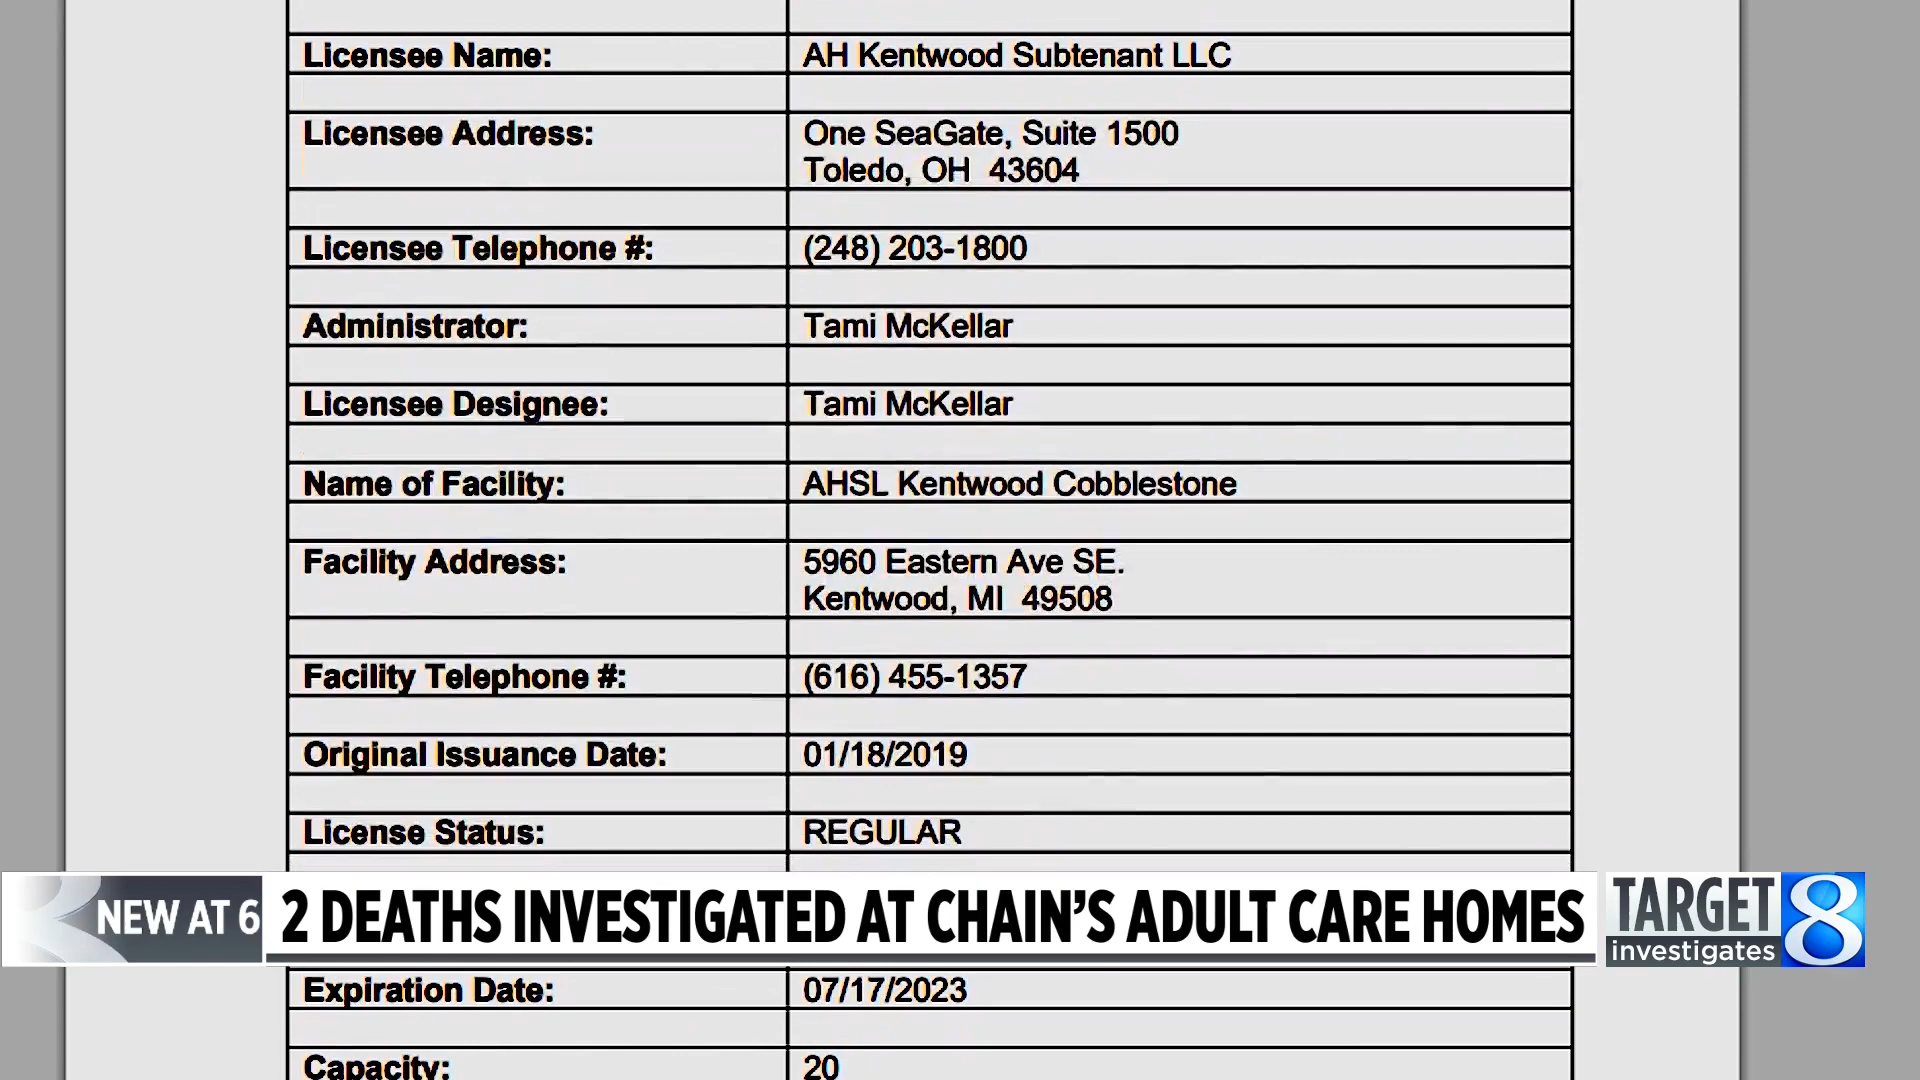 Licensee Name: AH Kentwood Subtenant LLC
Licensee Address: One SeaGate, Suite 1500
Toledo, OH 43604
Licensee Telephone #: (248) 203-1800
Administrator: Tami McKellar
Licensee Designee: Tami McKellar
Name of Facility: AHSL Kentwood Cobblestone
Facility Address: 5960 Eastern Ave SE.
Kentwood, MI 49508
Facility Telephone #: (616) 455-1357
Original Issuance Date: 01/18/2019
License Status: REGULAR
NEW AT 6 2 DEATHS INVESTIGATED AT CHAIN'S ADULT CARE HOMES TARGET 8
investigates
Expiration Date: 07/17/2023
Capacity: 20